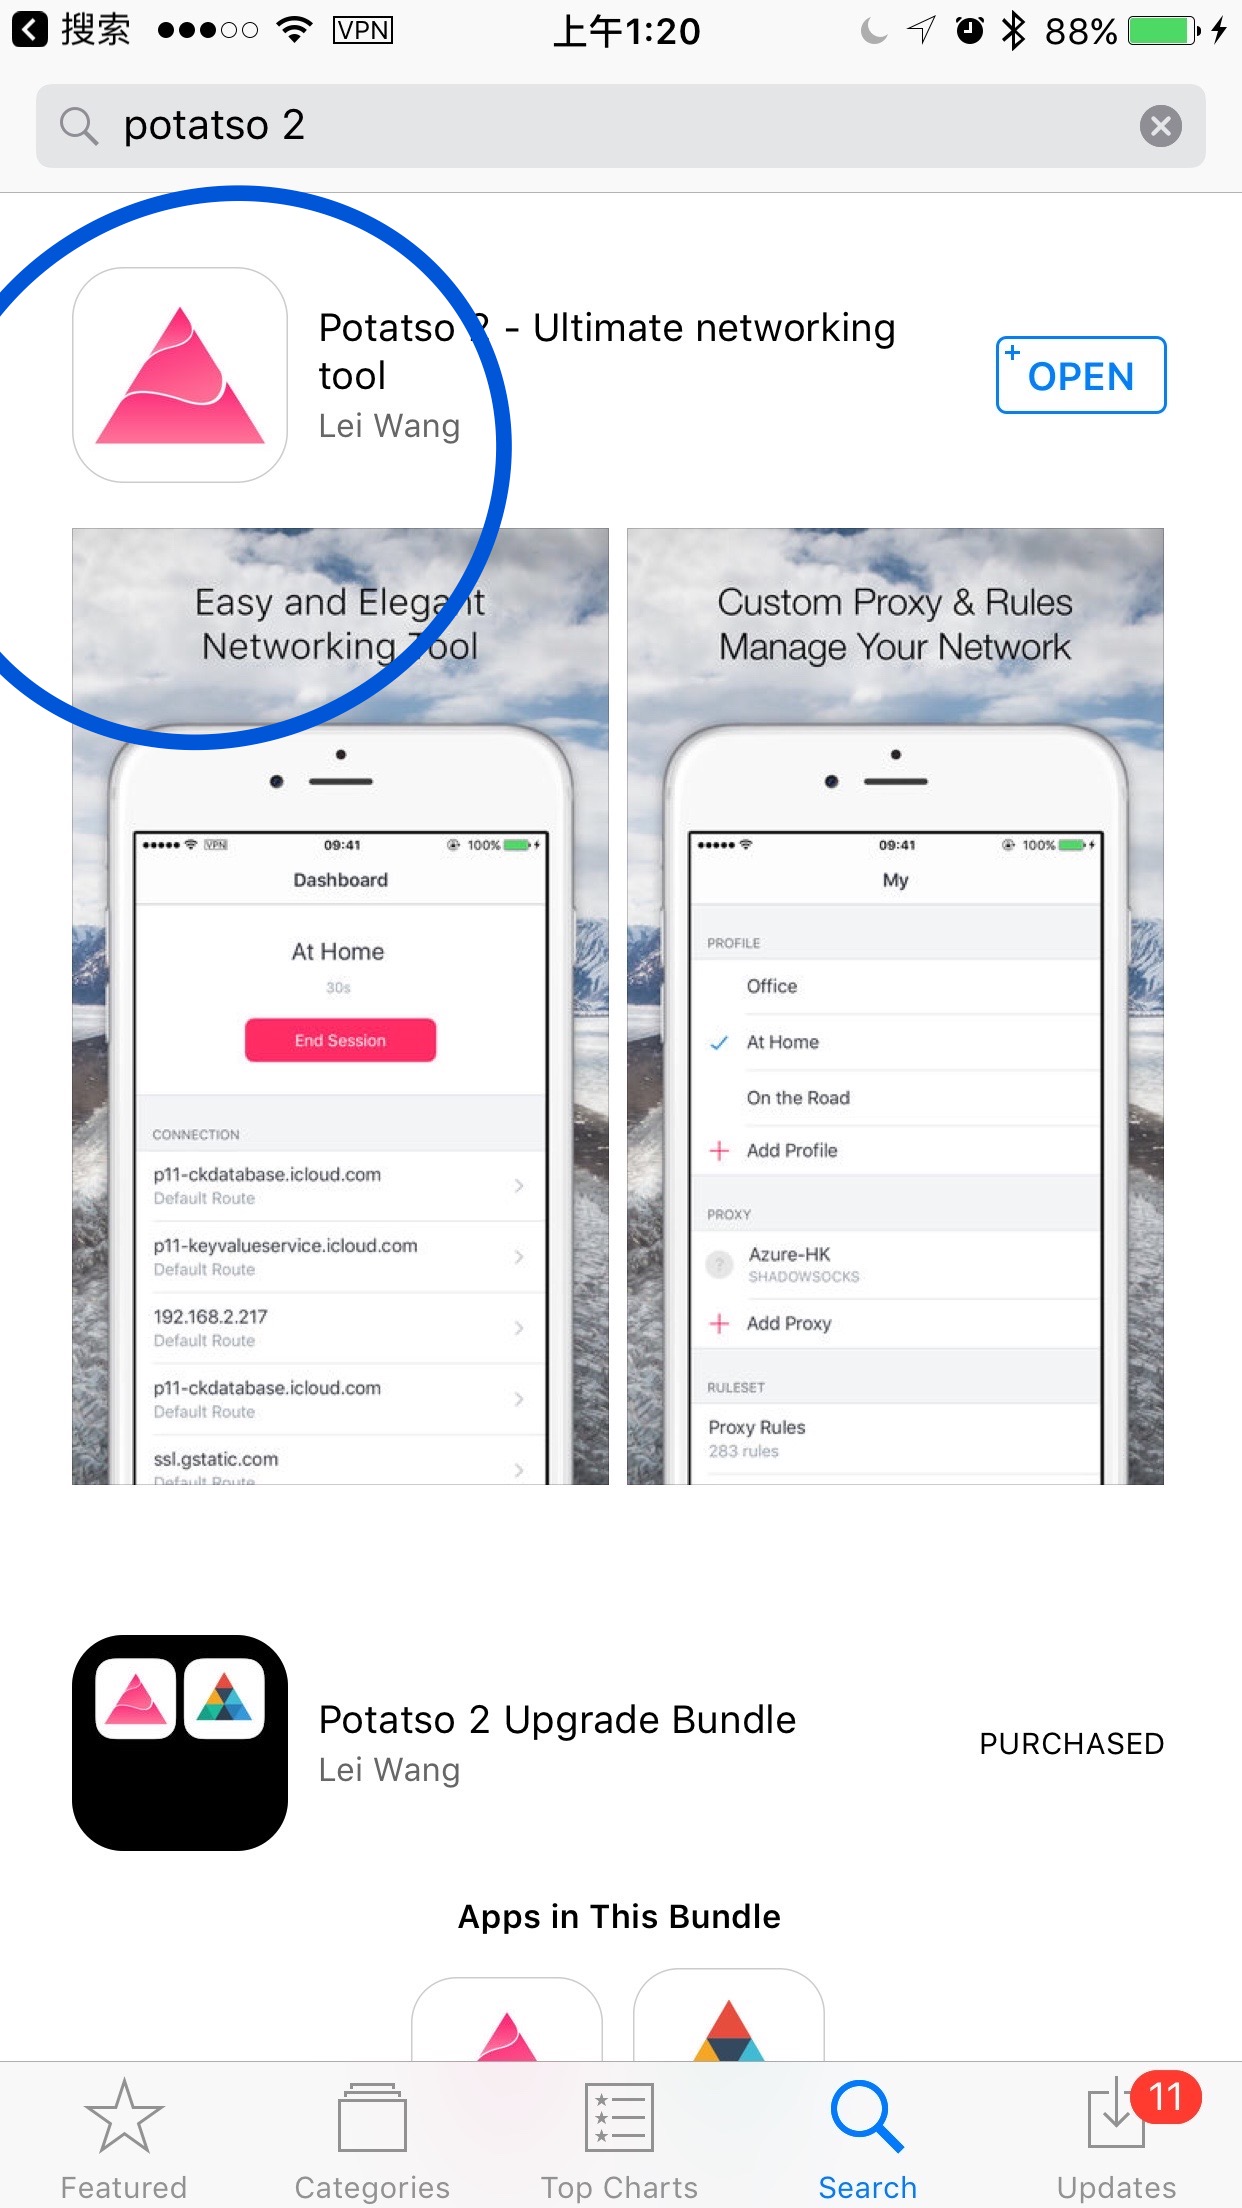 搜索 VPN 上午1:20 88%
potatso 2
Potatso 2 - Ultimate networking
tool
Lei Wang
+ OPEN
Easy and Elegant
Networking Tool
VPN 09:41 100%
Dashboard
At Home
30s
End Session
CONNECTION
p11-ckdatabase.icloud.com
Default Route
p11-keyvalueservice.icloud.com
Default Route
192.168.2.217
Default Route
p11-ckdatabase.icloud.com
Default Route
ssl.gstatic.com
Default Route
Custom Proxy & Rules
Manage Your Network
09:41 100%
My
PROFILE
Office
At Home
On the Road
Add Profile
PROXY
? Azure-HK
SHADOWSOCKS
Add Proxy
RULESET
Proxy Rules
283 rules
Potatso 2 Upgrade Bundle
Lei Wang
PURCHASED
Apps in This Bundle
11
Featured Categories Top Charts Search Updates